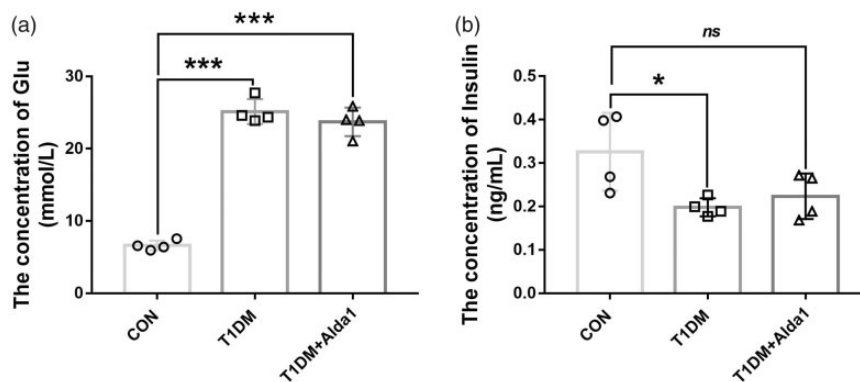 (a)
***
***
The concentration of Glu
(mmol/L)
30
20
10
0
CON
T1DM
T1DM+Alda1
(b)
ns
*
The concentration of Insulin
(ng/mL)
0.5
0.4
0.3
0.2
0.1
0.0
CON
T1DM
T1DM+Alda1